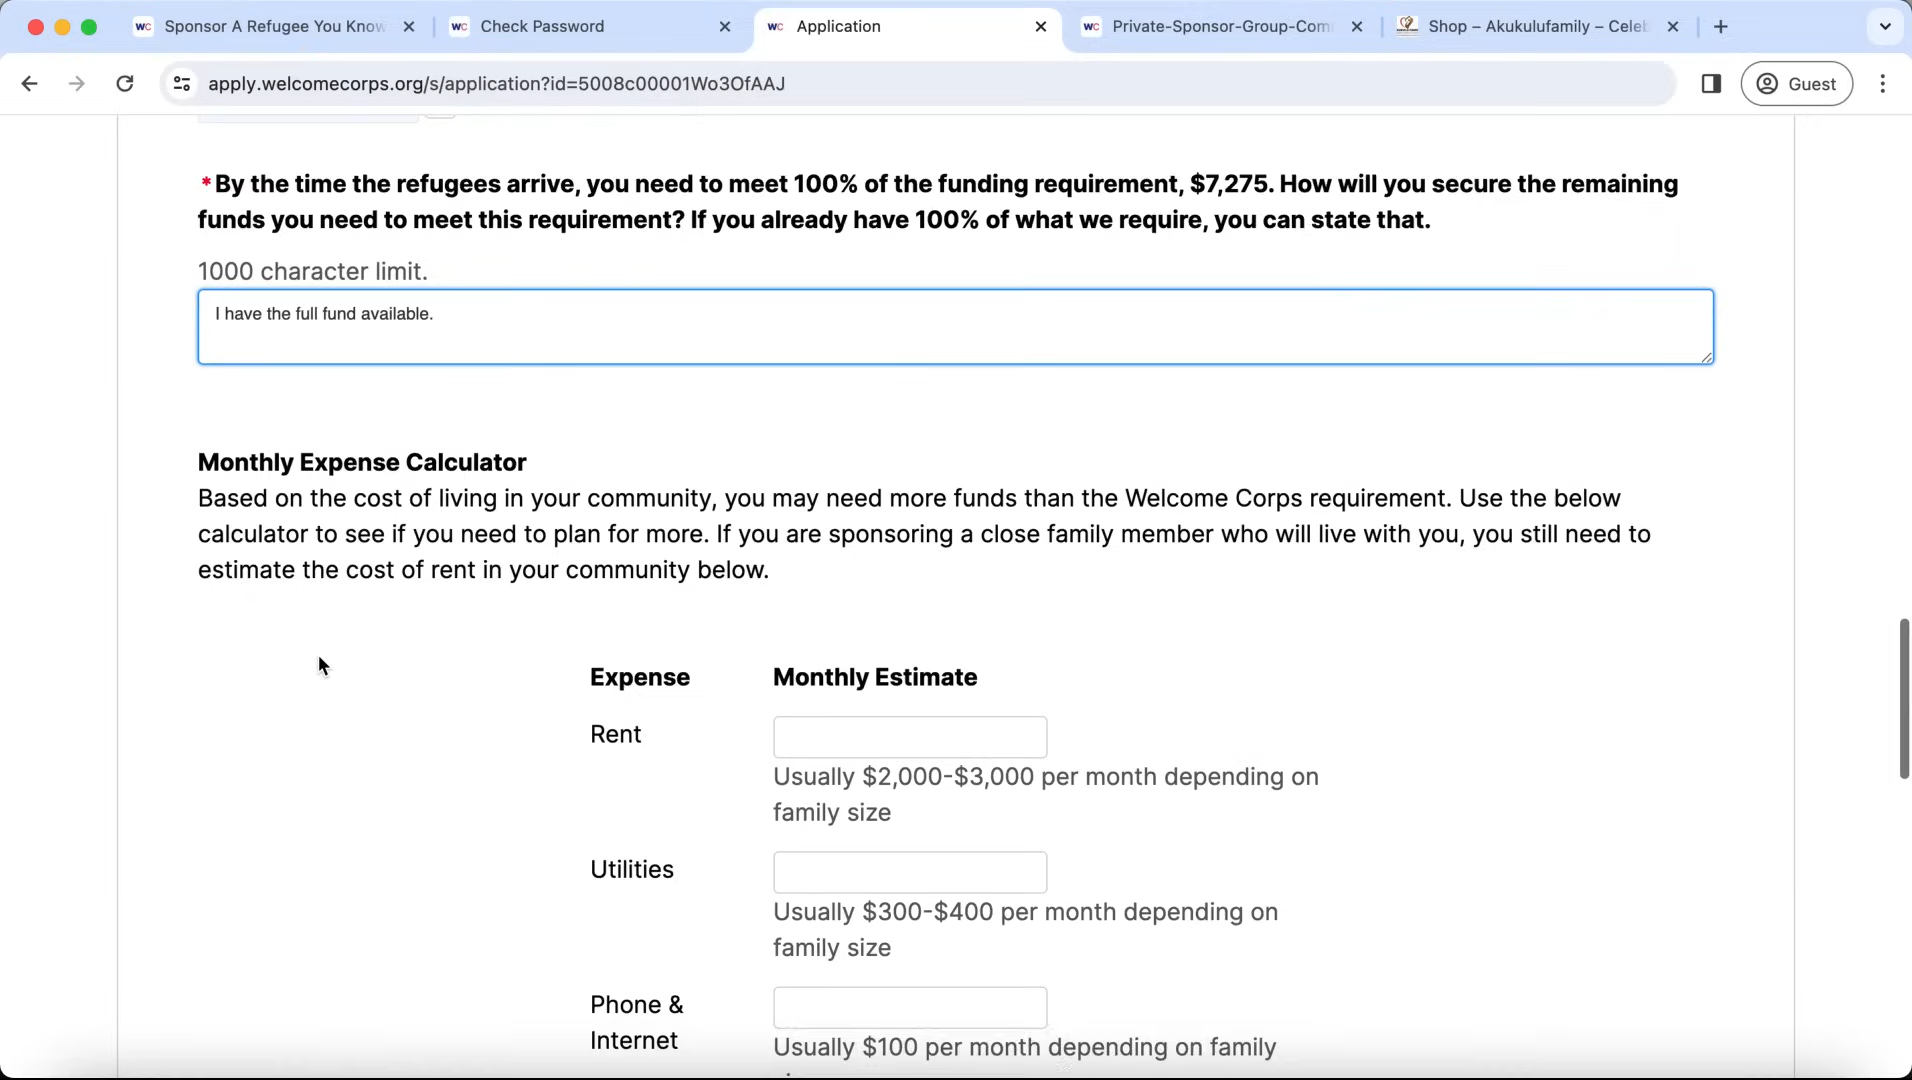 Sponsor A Refugee You Know
Check Password
Application
Private-Sponsor-Group-Com
Shop – Akukulufamily – Celeb
apply.welcomecorps.org/s/application?id=5008c00001Wo3OfAAJ
Guest
*By the time the refugees arrive, you need to meet 100% of the funding requirement, $7,275. How will you secure the remaining
funds you need to meet this requirement? If you already have 100% of what we require, you can state that.
1000 character limit.
I have the full fund available.
Monthly Expense Calculator
Based on the cost of living in your community, you may need more funds than the Welcome Corps requirement. Use the below
calculator to see if you need to plan for more. If you are sponsoring a close family member who will live with you, you still need to
estimate the cost of rent in your community below.
Expense Monthly Estimate
Rent
Usually $2,000-$3,000 per month depending on
family size
Utilities
Usually $300-$400 per month depending on
family size
Phone &
Internet
Usually $100 per month depending on family